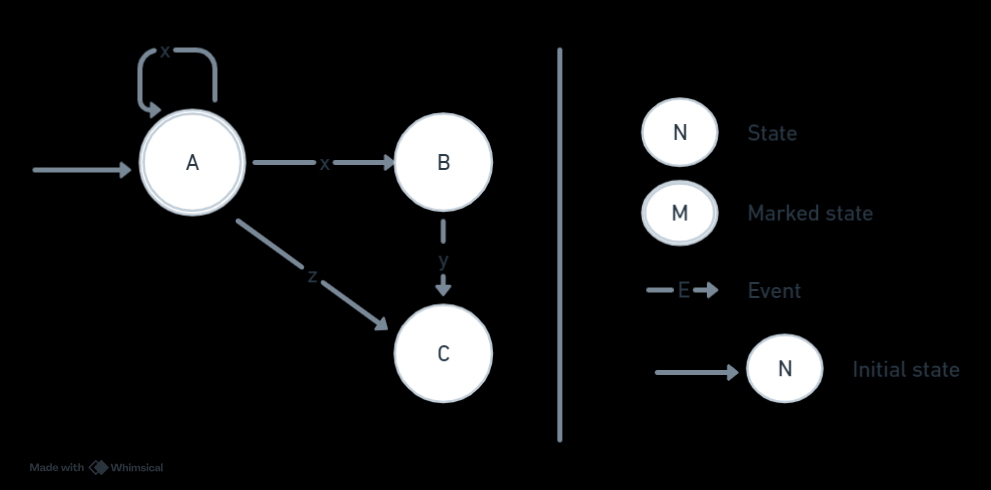 x
A
x
B
z
y
C
N
State
M
Marked state
E
Event
N
Initial state
Made with Whimsical